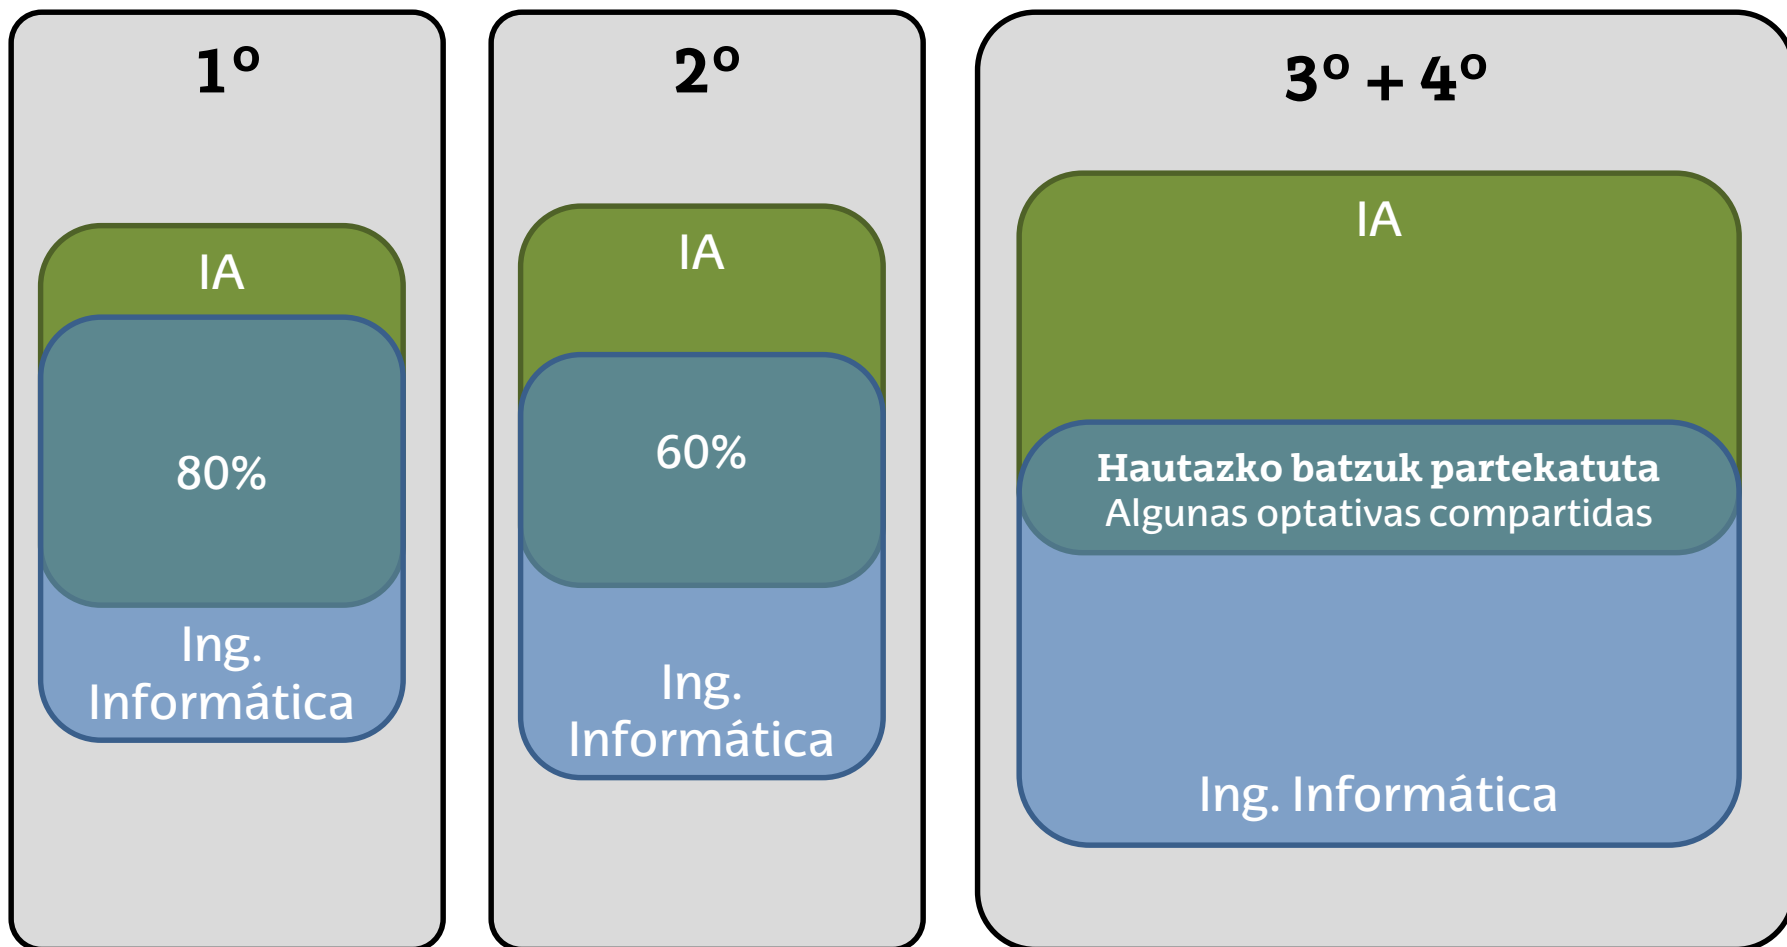 1º
IA
80%
Ing.
Informática
2º
IA
60%
Ing.
Informática
3º + 4º
IA
Hautazko batzuk partekatuta
Algunas optativas compartidas
Ing. Informática